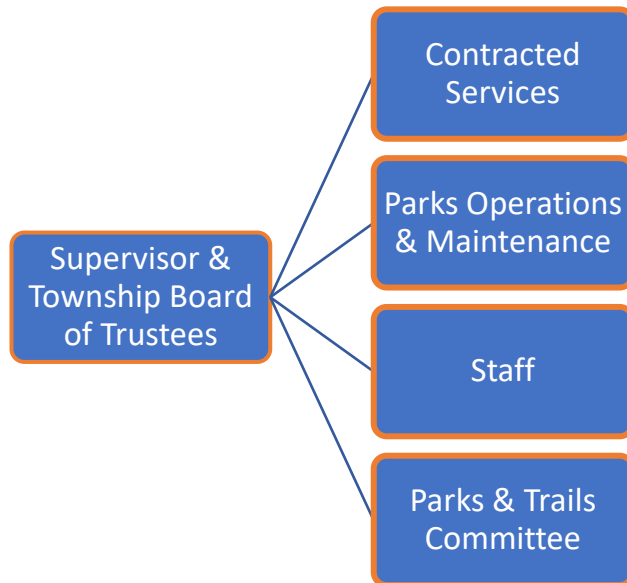 Contracted
Services
Parks Operations
& Maintenance
Supervisor &
Township Board
of Trustees
Staff
Parks & Trails
Committee